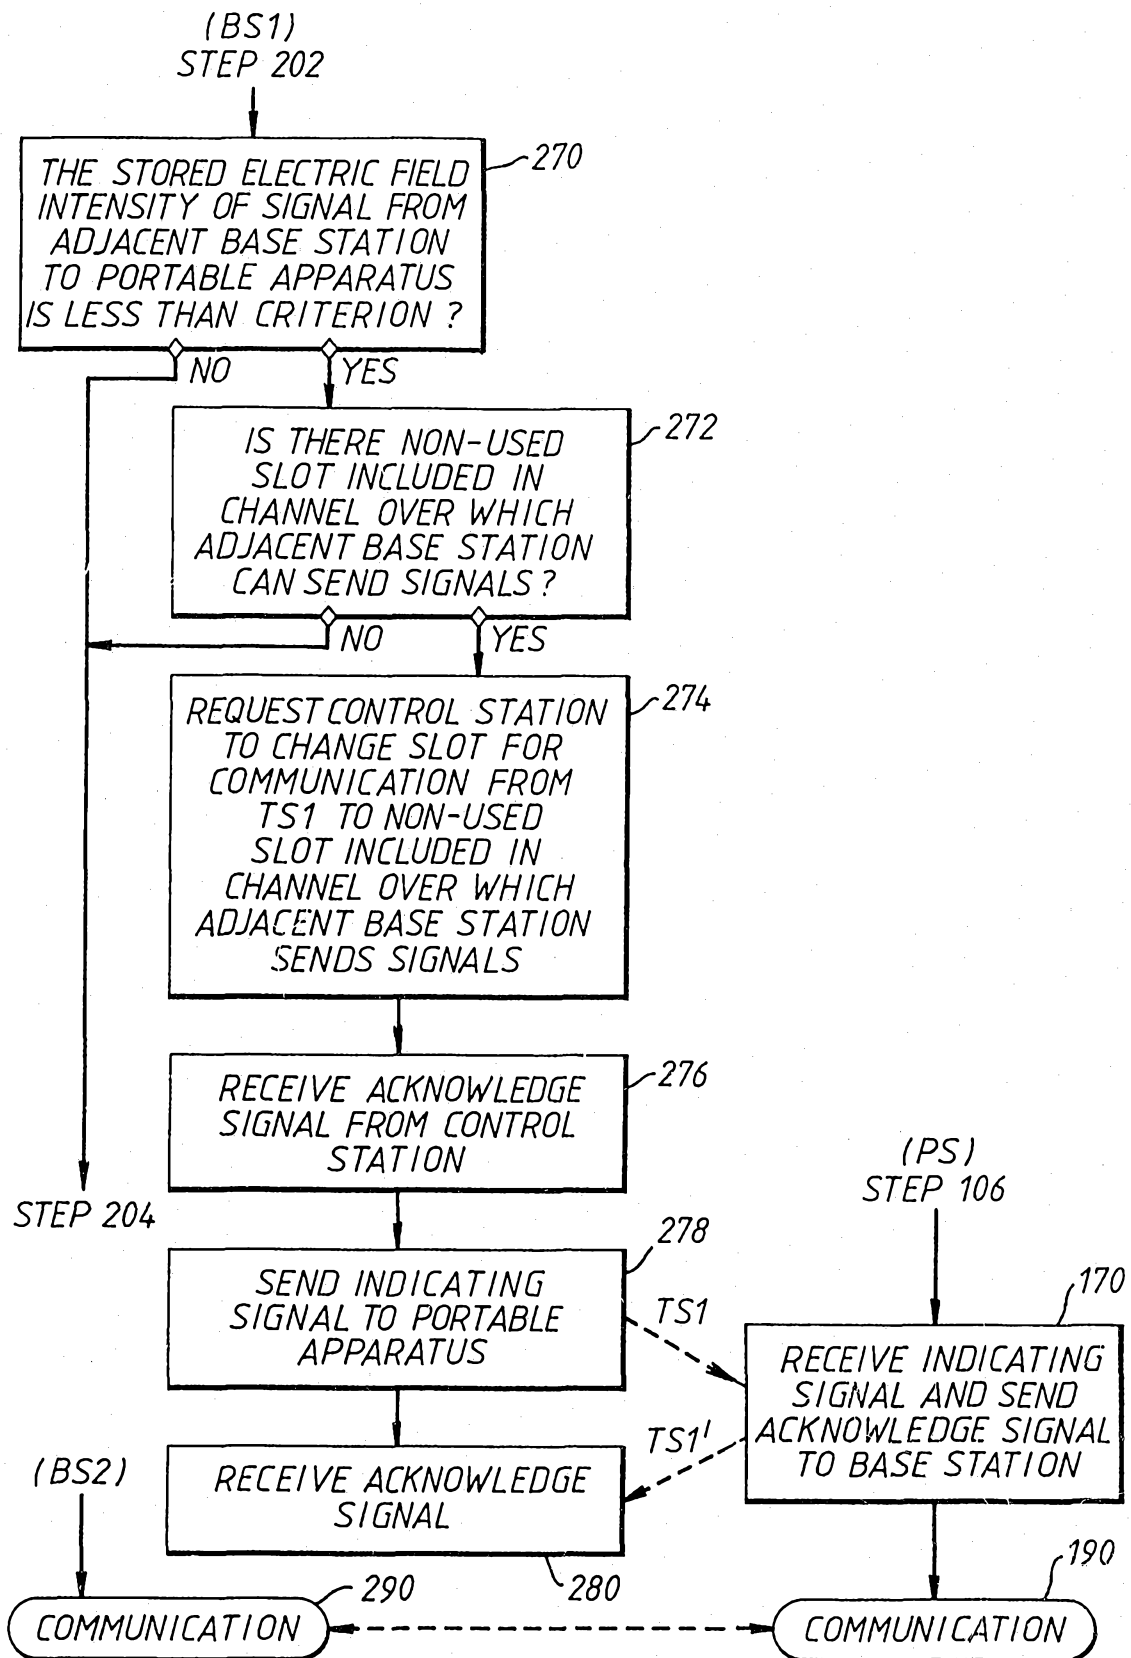 (BS1)
STEP 202
270
THE STORED ELECTRIC FIELD
INTENSITY OF SIGNAL FROM
ADJACENT BASE STATION
TO PORTABLE APPARATUS
IS LESS THAN CRITERION ?
NO
YES
272
IS THERE NON-USED
SLOT INCLUDED IN
CHANNEL OVER WHICH
ADJACENT BASE STATION
CAN SEND SIGNALS ?
NO
YES
274
REQUEST CONTROL STATION
TO CHANGE SLOT FOR
COMMUNICATION FROM
TS1 TO NON-USED
SLOT INCLUDED IN
CHANNEL OVER WHICH
ADJACENT BASE STATION
SENDS SIGNALS
276
RECEIVE ACKNOWLEDGE
SIGNAL FROM CONTROL
STATION
STEP 204
(PS)
STEP 106
278
SEND INDICATING
SIGNAL TO PORTABLE
APPARATUS
TS1
170
RECEIVE INDICATING
SIGNAL AND SEND
ACKNOWLEDGE SIGNAL
TO BASE STATION
TS1'
RECEIVE ACKNOWLEDGE
SIGNAL
280
(BS2)
290
COMMUNICATION
190
COMMUNICATION